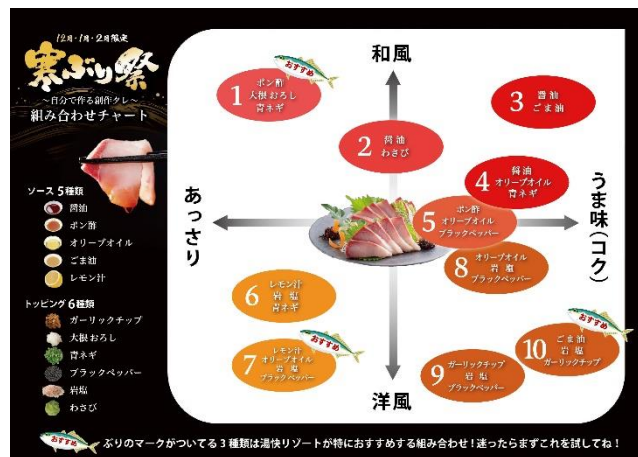 12月・1月・2月限定
寒ぶり祭
~自分で作る創作タレ~
組み合わせチャート
ソース5種類
醤油
ポン酢
オリーブオイル
ごま油
レモン汁
トッピング6種類
ガーリックチップ
大根おろし
青ネギ
ブラックペッパー
岩塩
わさび
和風
あっさり
うま味(コク)
洋風
おすすめ
1
ポン酢
大根おろし
青ネギ
2
醤油
わさび
3
醤油
ごま油
4
醤油
オリーブオイル
青ネギ
5
ポン酢
オリーブオイル
ブラックペッパー
6
レモン汁
岩塩
青ネギ
おすすめ
7
レモン汁
オリーブオイル
岩塩
ブラックペッパー
8
オリーブオイル
岩塩
ブラックペッパー
9
ガーリックチップ
岩塩
ブラックペッパー
おすすめ
10
ごま油
岩塩
ガーリックチップ
おすすめ ぶりのマークがついてる3種類は湯快リゾートが特におすすめする組み合わせ!迷ったらまずこれを試してね!